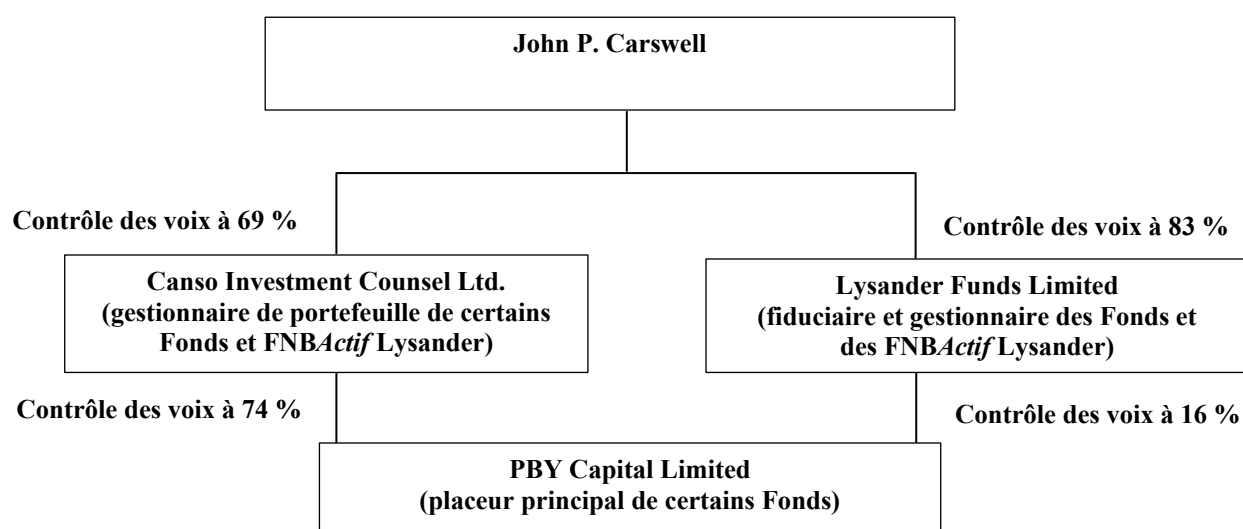 John P. Carswell
Contrôle des voix à 69 %
Contrôle des voix à 83 %
Canso Investment Counsel Ltd.
(gestionnaire de portefeuille de certains
Fonds et FNBActif Lysander)
Lysander Funds Limited
(fiduciaire et gestionnaire des Fonds et
des FNBActif Lysander)
Contrôle des voix à 74 %
Contrôle des voix à 16 %
PBY Capital Limited
(placeur principal de certains Fonds)